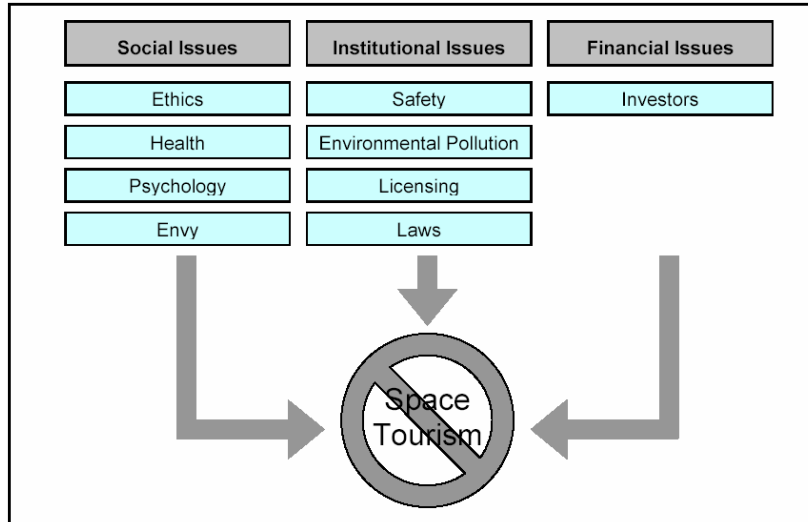 Social Issues
Institutional Issues
Financial Issues
Ethics
Safety
Investors
Health
Environmental Pollution
Psychology
Licensing
Envy
Laws
Space
Tourism